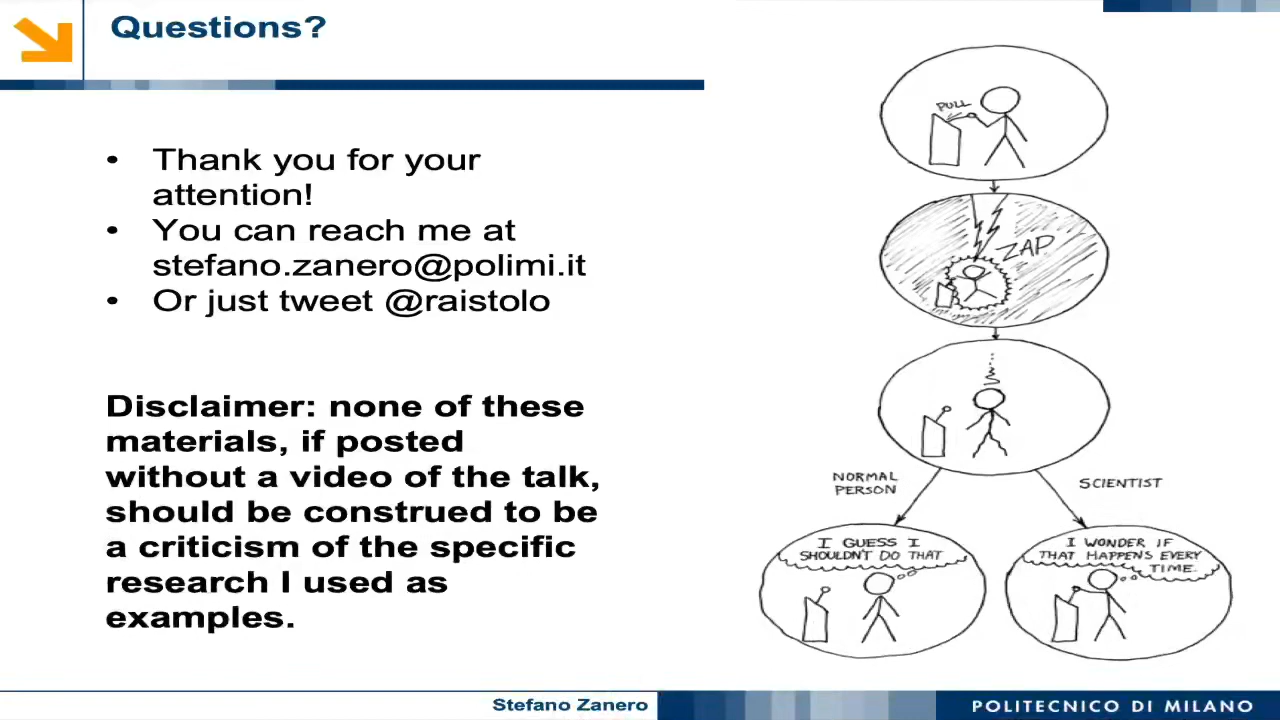 Questions?
• Thank you for your
attention!
• You can reach me at
stefano.zanero@polimi.it
• Or just tweet @raistolo
Disclaimer: none of these
materials, if posted
without a video of the talk,
should be construed to be
a criticism of the specific
research I used as
examples.
PULL
ZAP
NORMAL
PERSON
SCIENTIST
I GUESS I
SHOULDN'T DO THAT
I WONDER IF
THAT HAPPENS EVERY
TIME.
Stefano Zanero
POLITECNICO DI MILANO